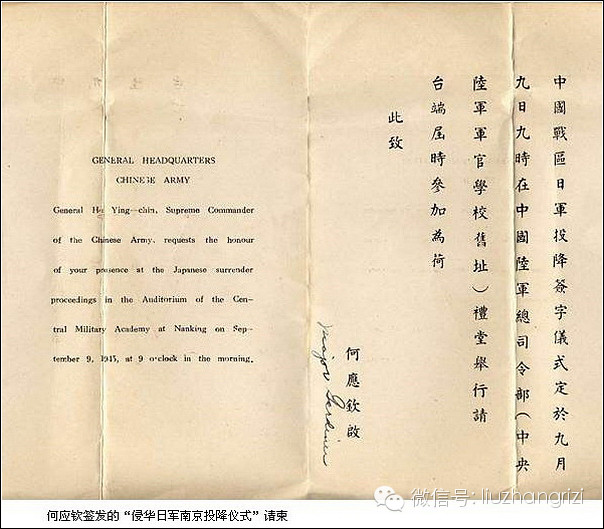 中國戰區日軍投降簽字儀式定於九月
九日九時在中國陸軍總司令部（中央
陸軍軍官學校舊址）禮堂舉行請
台端屆時參加為荷
此致
何應欽啟
Major Gardiner
GENERAL HEADQUARTERS
CHINESE ARMY
General Ho Ying-chin, Supreme Commander
of the Chinese Army, requests the honour
of your presence at the Japanese surrender
proceedings in the Auditorium of the Cen-
tral Military Academy at Nanking on Sep-
tember 9, 1945, at 9 o'clock in the morning.
微信号: liuzhangrizi
何应钦签发的“侵华日军南京投降仪式”请柬